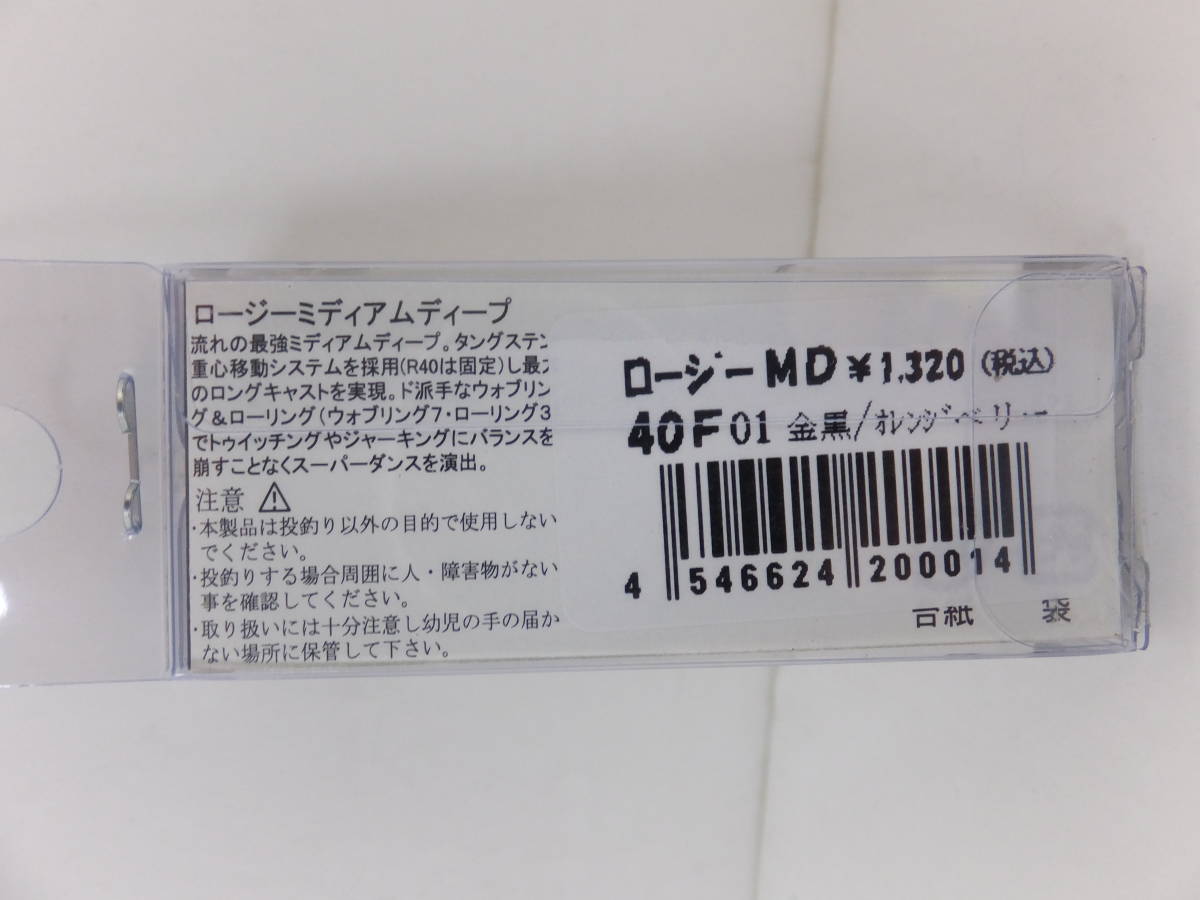 ロージーミディアムディープ
流れの最強ミディアムディープ。タングステン
重心移動システムを採用(R40は固定)し最大
のロングキャストを実現。ド派手なウォブリン
グ＆ローリング(ウォブリング7・ローリング3
でトゥイッチングやジャーキングにバランスを
崩すことなくスーパーダンスを演出。
注意
・本製品は投釣り以外の目的で使用しない
でください。
・投釣りする場合周囲に人・障害物がない
事を確認してください。
・取り扱いには十分注意し幼児の手の届か
ない場所に保管して下さい。
ロージーMD ¥1,320 (税込)
40F 01 金黒/オレンジベリー
4 546624 200014
台紙 袋